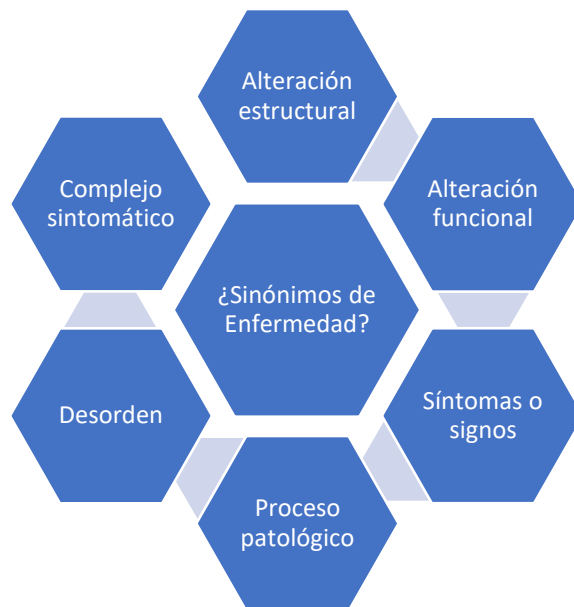 Alteración
estructural
Alteración
funcional
Síntomas o
signos
Proceso
patológico
Desorden
Complejo
sintomático
¿Sinónimos de
Enfermedad?